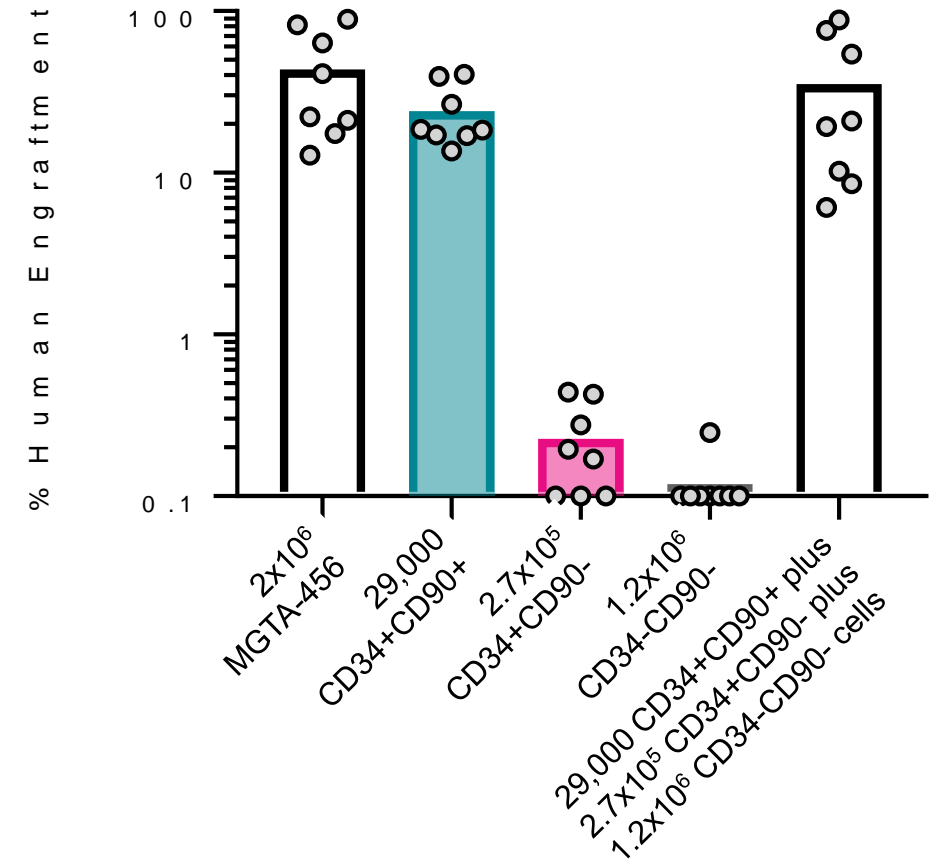 % Human Engraftment
100
10
1
0.1
2x10⁶
MGTA-456
29,000
CD34+CD90+
2.7x10⁵
CD34+CD90-
1.2x10⁶
CD34-CD90-
29,000 CD34+CD90+ plus
2.7x10⁵ CD34+CD90- plus
1.2x10⁶ CD34-CD90- cells